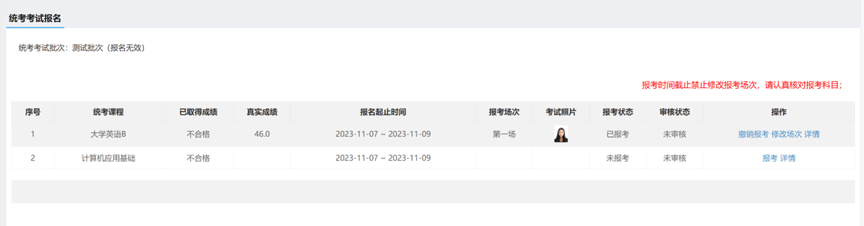 统考考试报名
统考考试批次：测试批次（报名无效）
报考时间截止禁止修改报考场次，请认真核对报考科目；
序号 统考课程 已取得成绩 真实成绩 报名起止时间 报考场次 考试照片 报考状态 审核状态 操作
1 大学英语B 不合格 46.0 2023-11-07 ~ 2023-11-09 第一场 已报考 未审核 撤销报考 修改场次 详情
2 计算机应用基础 不合格 2023-11-07 ~ 2023-11-09 未报考 未审核 报考 详情